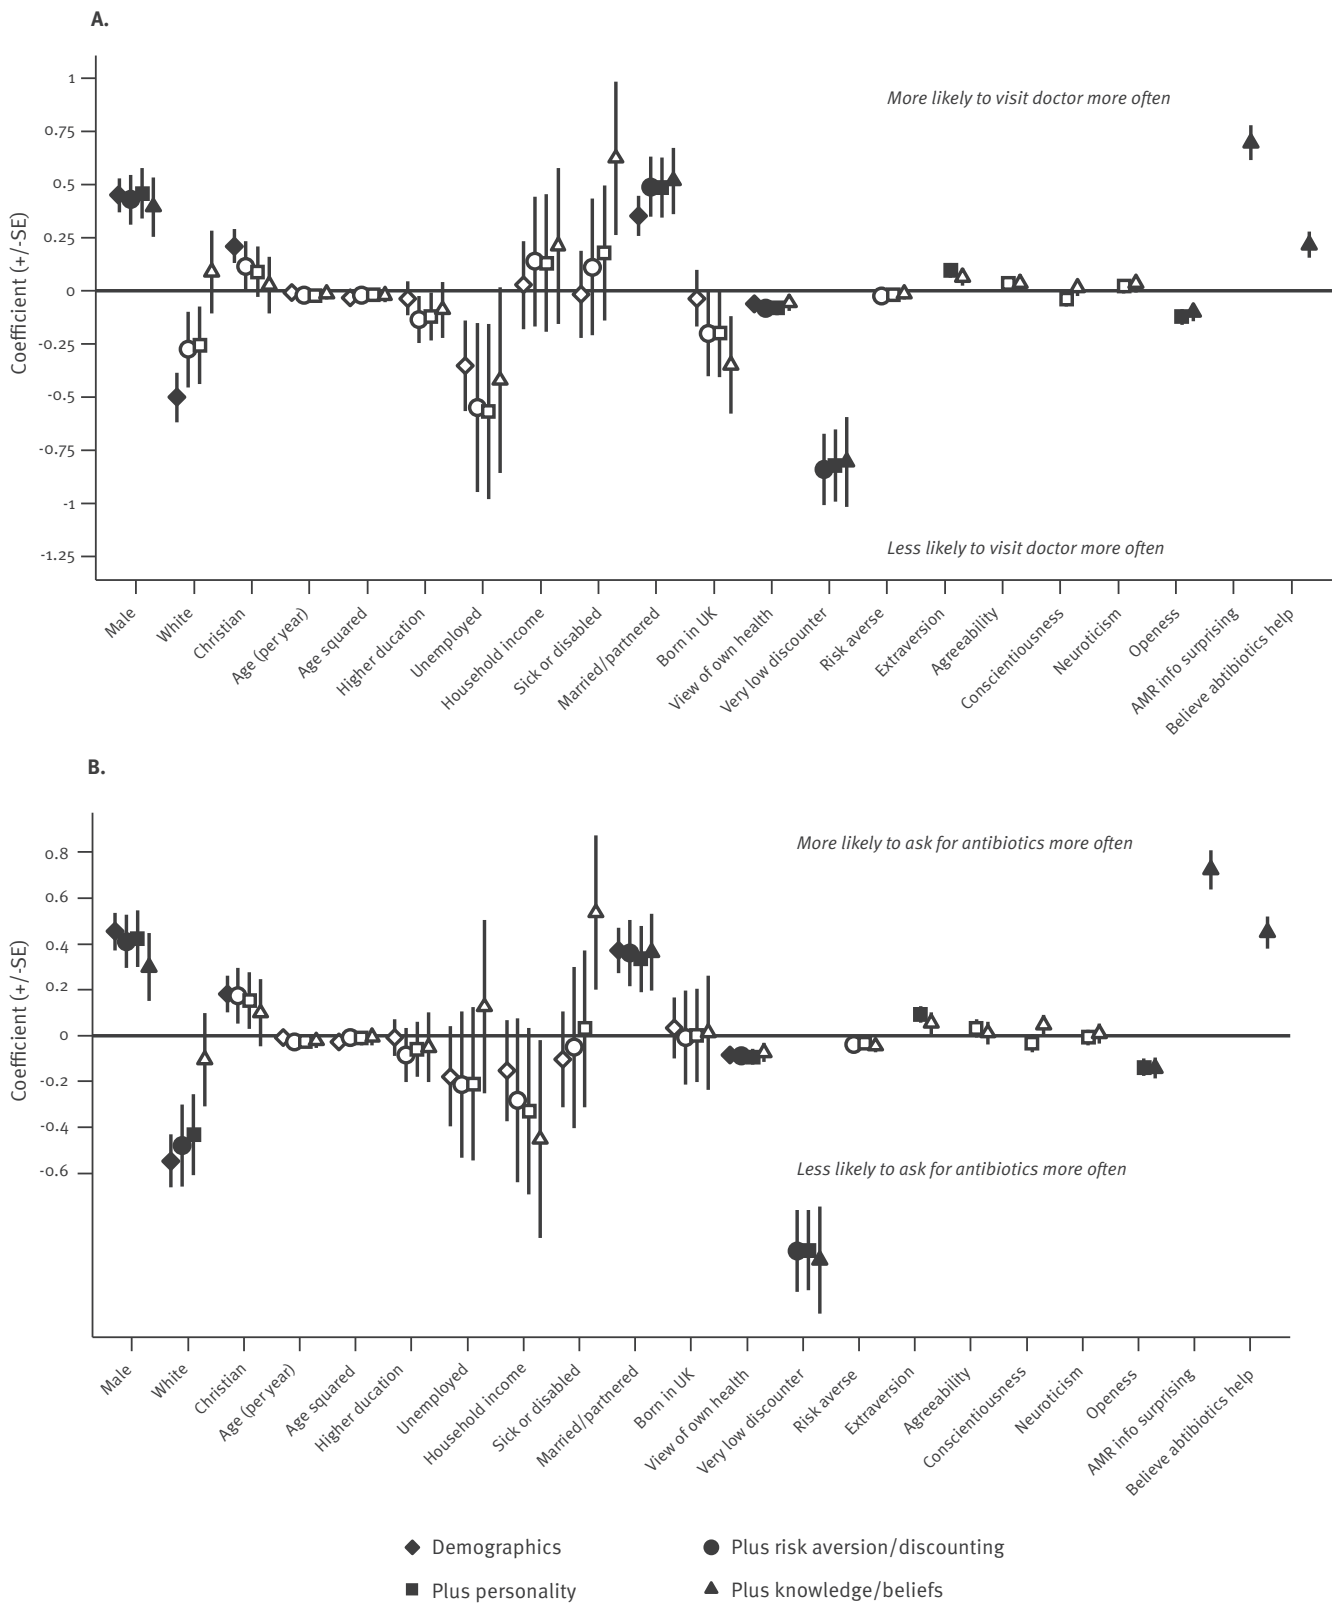 A.
Coefficient (+/-SE)
1
0.75
0.5
0.25
0
-0.25
-0.5
-0.75
-1
-1.25
More likely to visit doctor more often
Less likely to visit doctor more often
Male
White
Christian
Age (per year)
Age squared
Higher ducation
Unemployed
Household income
Sick or disabled
Married/partnered
Born in UK
View of own health
Very low discounter
Risk averse
Extraversion
Agreeability
Conscientiousness
Neuroticism
Openess
AMR info surprising
Believe abtibiotics help
B.
Coefficient (+/-SE)
0.8
0.6
0.4
0.2
0
-0.2
-0.4
-0.6
More likely to ask for antibiotics more often
Less likely to ask for antibiotics more often
Male
White
Christian
Age (per year)
Age squared
Higher education
Unemployed
Household income
Sick or disabled
Married/partnered
Born in UK
View of own health
Very low discounter
Risk averse
Extraversion
Agreeability
Conscientiousness
Neuroticism
Openess
AMR info surprising
Believe abtibiotics help
Demographics
Plus risk aversion/discounting
Plus personality
Plus knowledge/beliefs